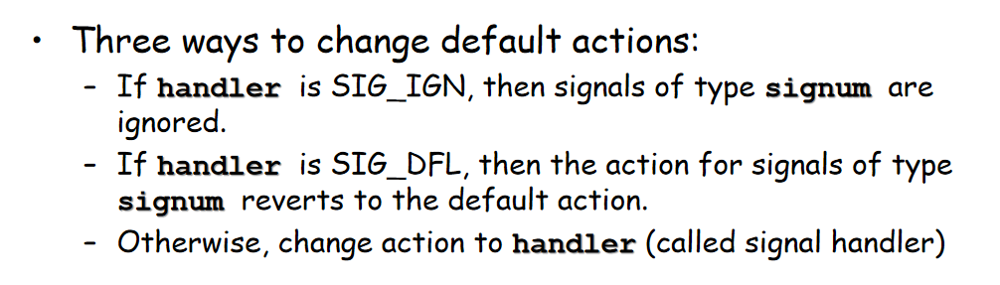 • Three ways to change default actions:
– If handler is SIG_IGN, then signals of type signum are
ignored.
– If handler is SIG_DFL, then the action for signals of type
signum reverts to the default action.
– Otherwise, change action to handler (called signal handler)